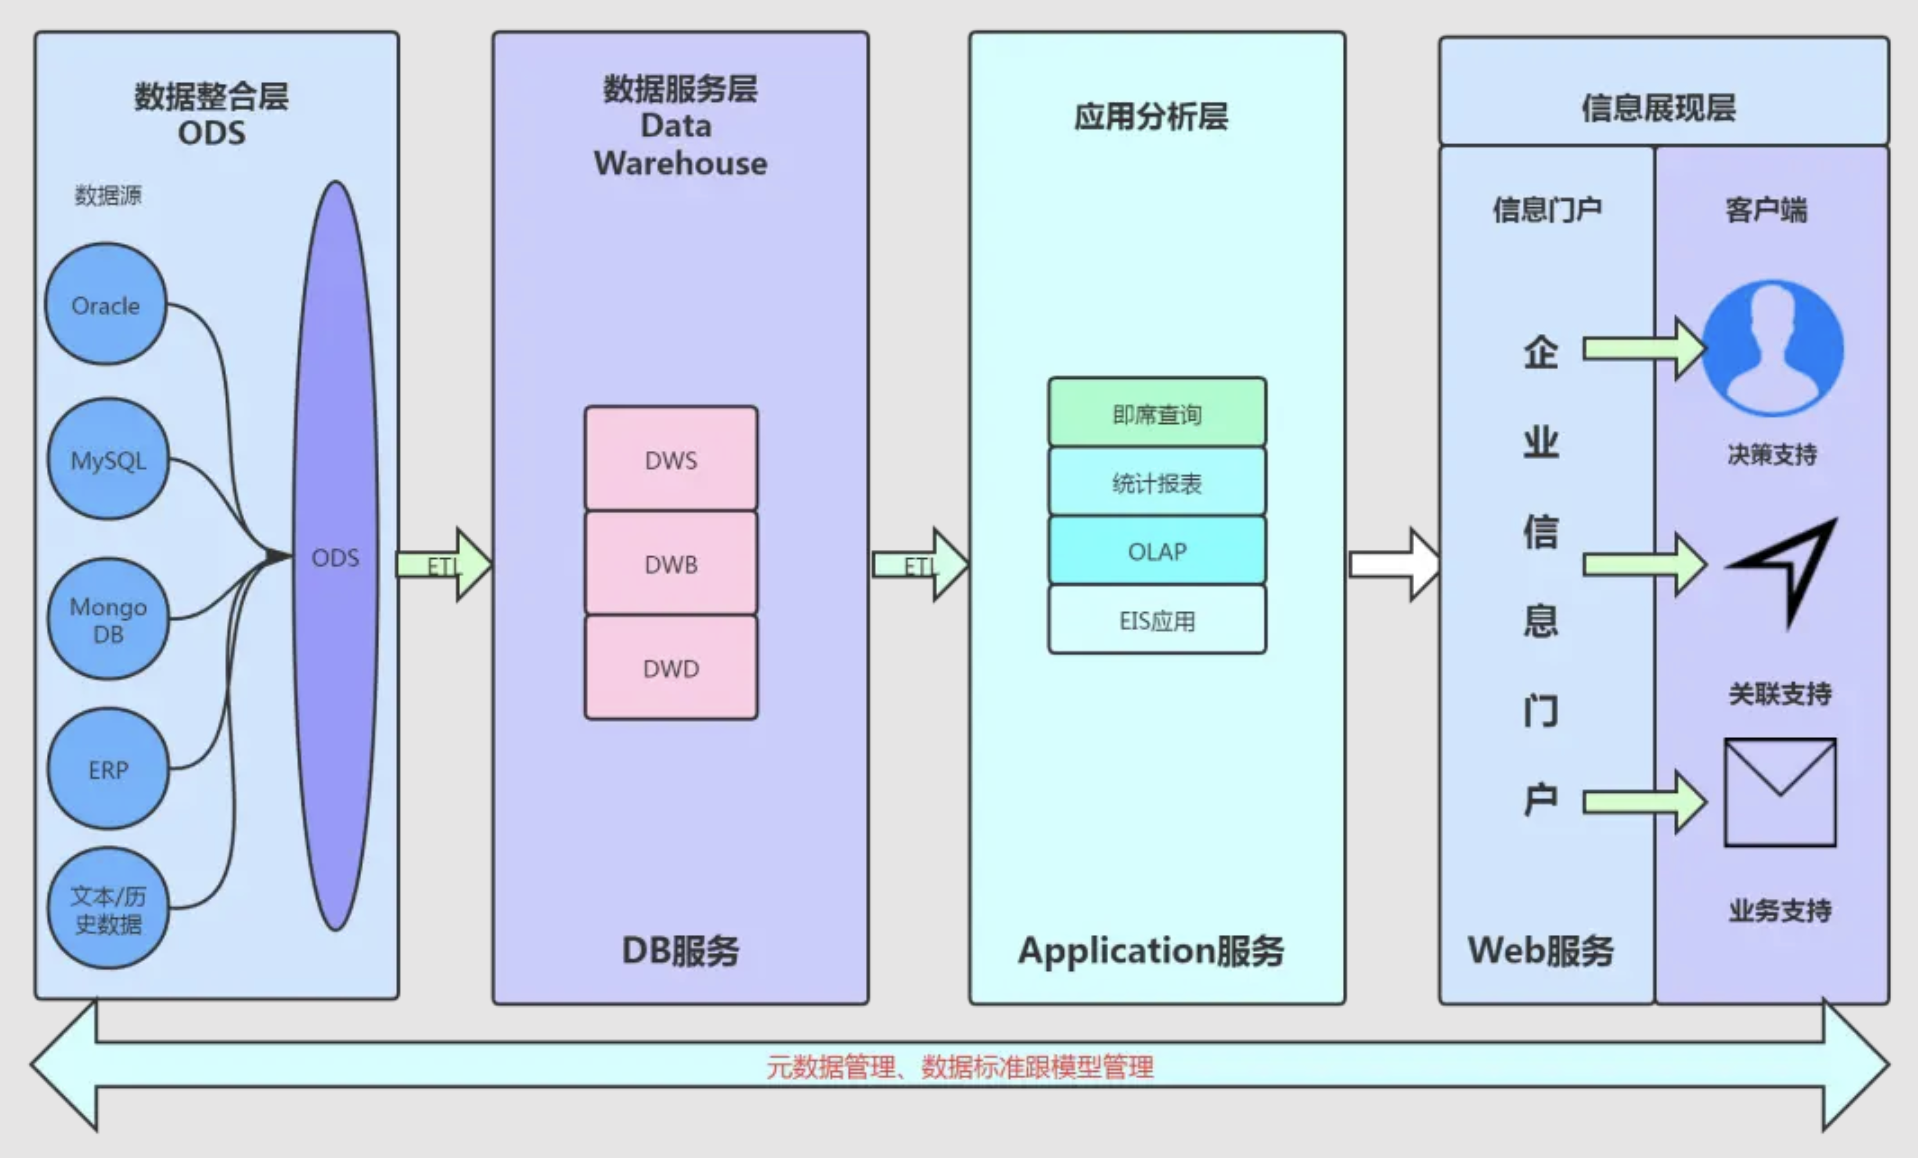 数据整合层
ODS
数据源
Oracle
MySQL
Mongo
DB
ERP
文本/历
史数据
ODS
ETL
数据服务层
Data
Warehouse
DWS
DWB
DWD
DB服务
ETL
应用分析层
即席查询
统计报表
OLAP
EIS应用
Application服务
信息展现层
信息门户
企
业
信
息
门
户
Web服务
客户端
决策支持
关联支持
业务支持
元数据管理、数据标准跟模型管理